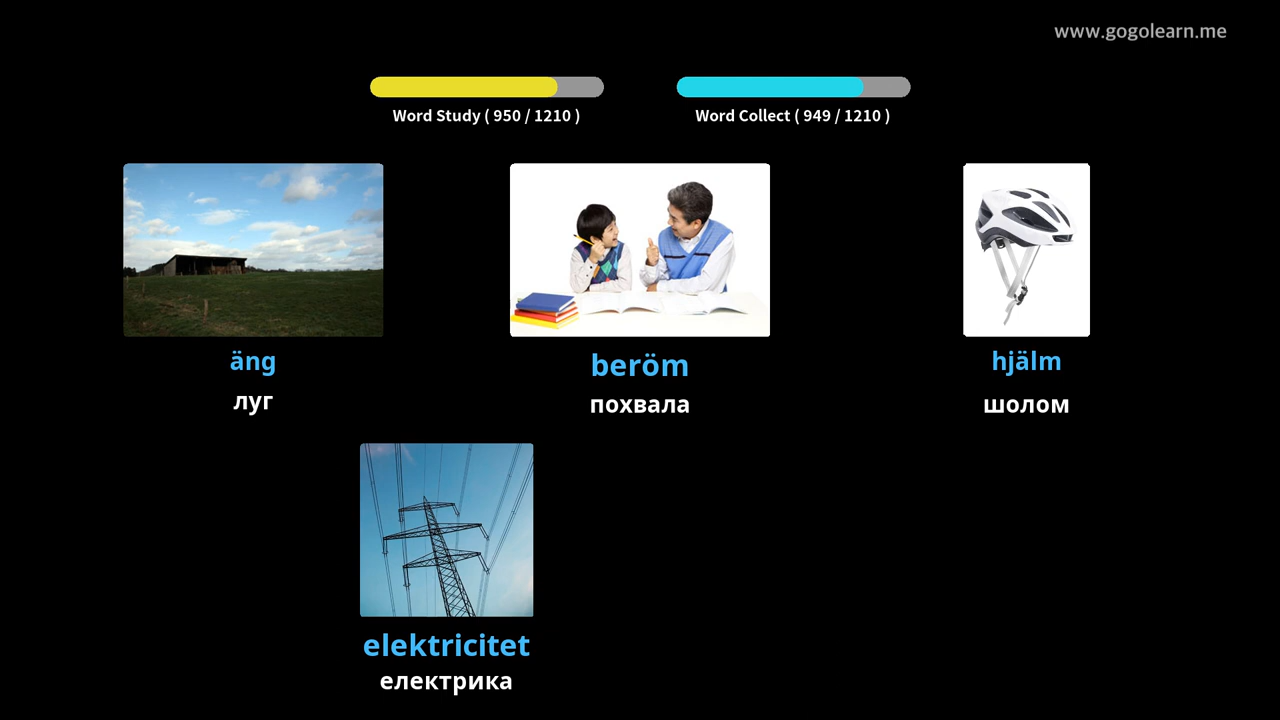 www.gogolearn.me
Word Study ( 950 / 1210 )
Word Collect ( 949 / 1210 )
äng
луг
beröm
похвала
hjälm
шолом
elektricitet
електрика